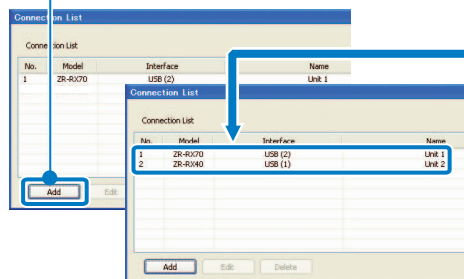 Connection List
Connection List
No. Model Interface Name
1 ZR-RX70 USB (2) Unit 1
Add Edit
Connection List
Connection List
No. Model Interface Name
1 ZR-RX70 USB (2) Unit 1
2 ZR-RX40 USB (1) Unit 2
Add Edit Delete